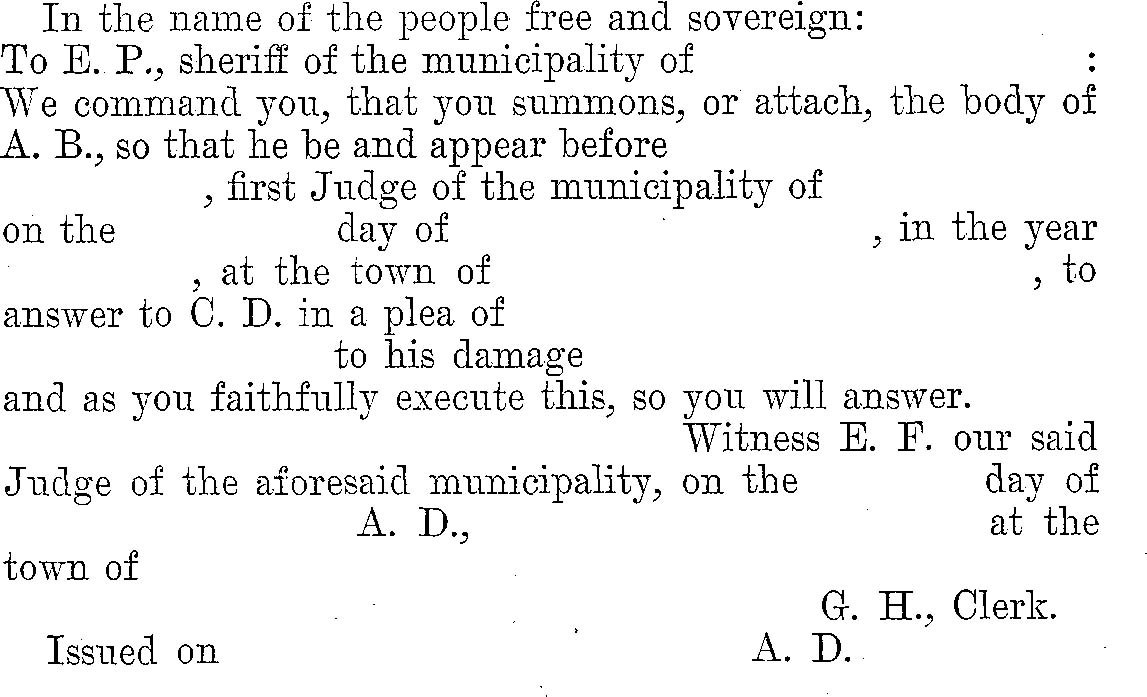 In the name of the people free and sovereign:
To E. P., sheriff of the municipality of :
We command you, that you summons, or attach, the body of
A. B., so that he be and appear before
, first Judge of the municipality of
on the day of , in the year
, at the town of , to
answer to C. D. in a plea of
to his damage
and as you faithfully execute this, so you will answer.
Witness E. F. our said
Judge of the aforesaid municipality, on the day of
A. D., at the
town of
G. H., Clerk.
Issued on A. D.